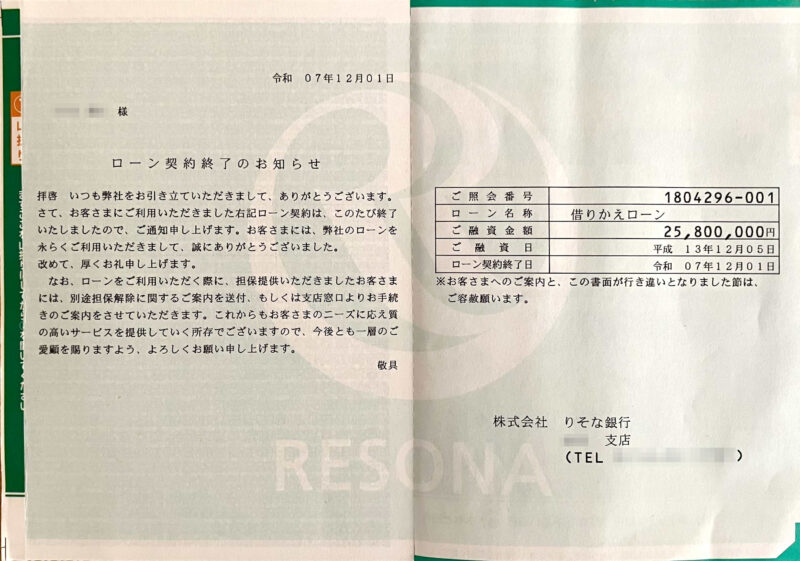 令和 07年12月01日
様
ローン契約終了のお知らせ
拝啓 いつも弊社をお引き立ていただきまして、ありがとうございます。
さて、お客さまにご利用いただきました右記ローン契約は、このたび終了
いたしましたので、ご通知申し上げます。お客さまには、弊社のローンを
永らくご利用いただきまして、誠にありがとうございました。
改めて、厚くお礼申し上げます。
なお、ローンをご利用いただく際に、担保提供いただきましたお客さま
には、別途担保解除に関するご案内を送付、もしくは支店窓口よりお手続
きのご案内をさせていただきます。これからもお客さまのニーズに応え質
の高いサービスを提供していく所存でございますので、今後とも一層のご
愛顧を賜りますよう、よろしくお願い申し上げます。
敬具
ご照会番号 1804296-001
ローン名称 借りかえローン
ご融資金額 25,800,000円
ご融資日 平成 13年12月05日
ローン契約終了日 令和 07年12月01日
※お客さまへのご案内と、この書面が行き違いとなりました節は、
ご容赦願います。
株式会社 りそな銀行
支店
(TEL )
RESONA